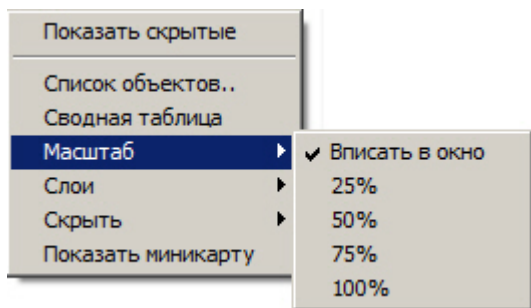 Показать скрытые
Список объектов..
Сводная таблица
Масштаб
Слои
Скрыть
Показать миникарту
Вписать в окно
25%
50%
75%
100%